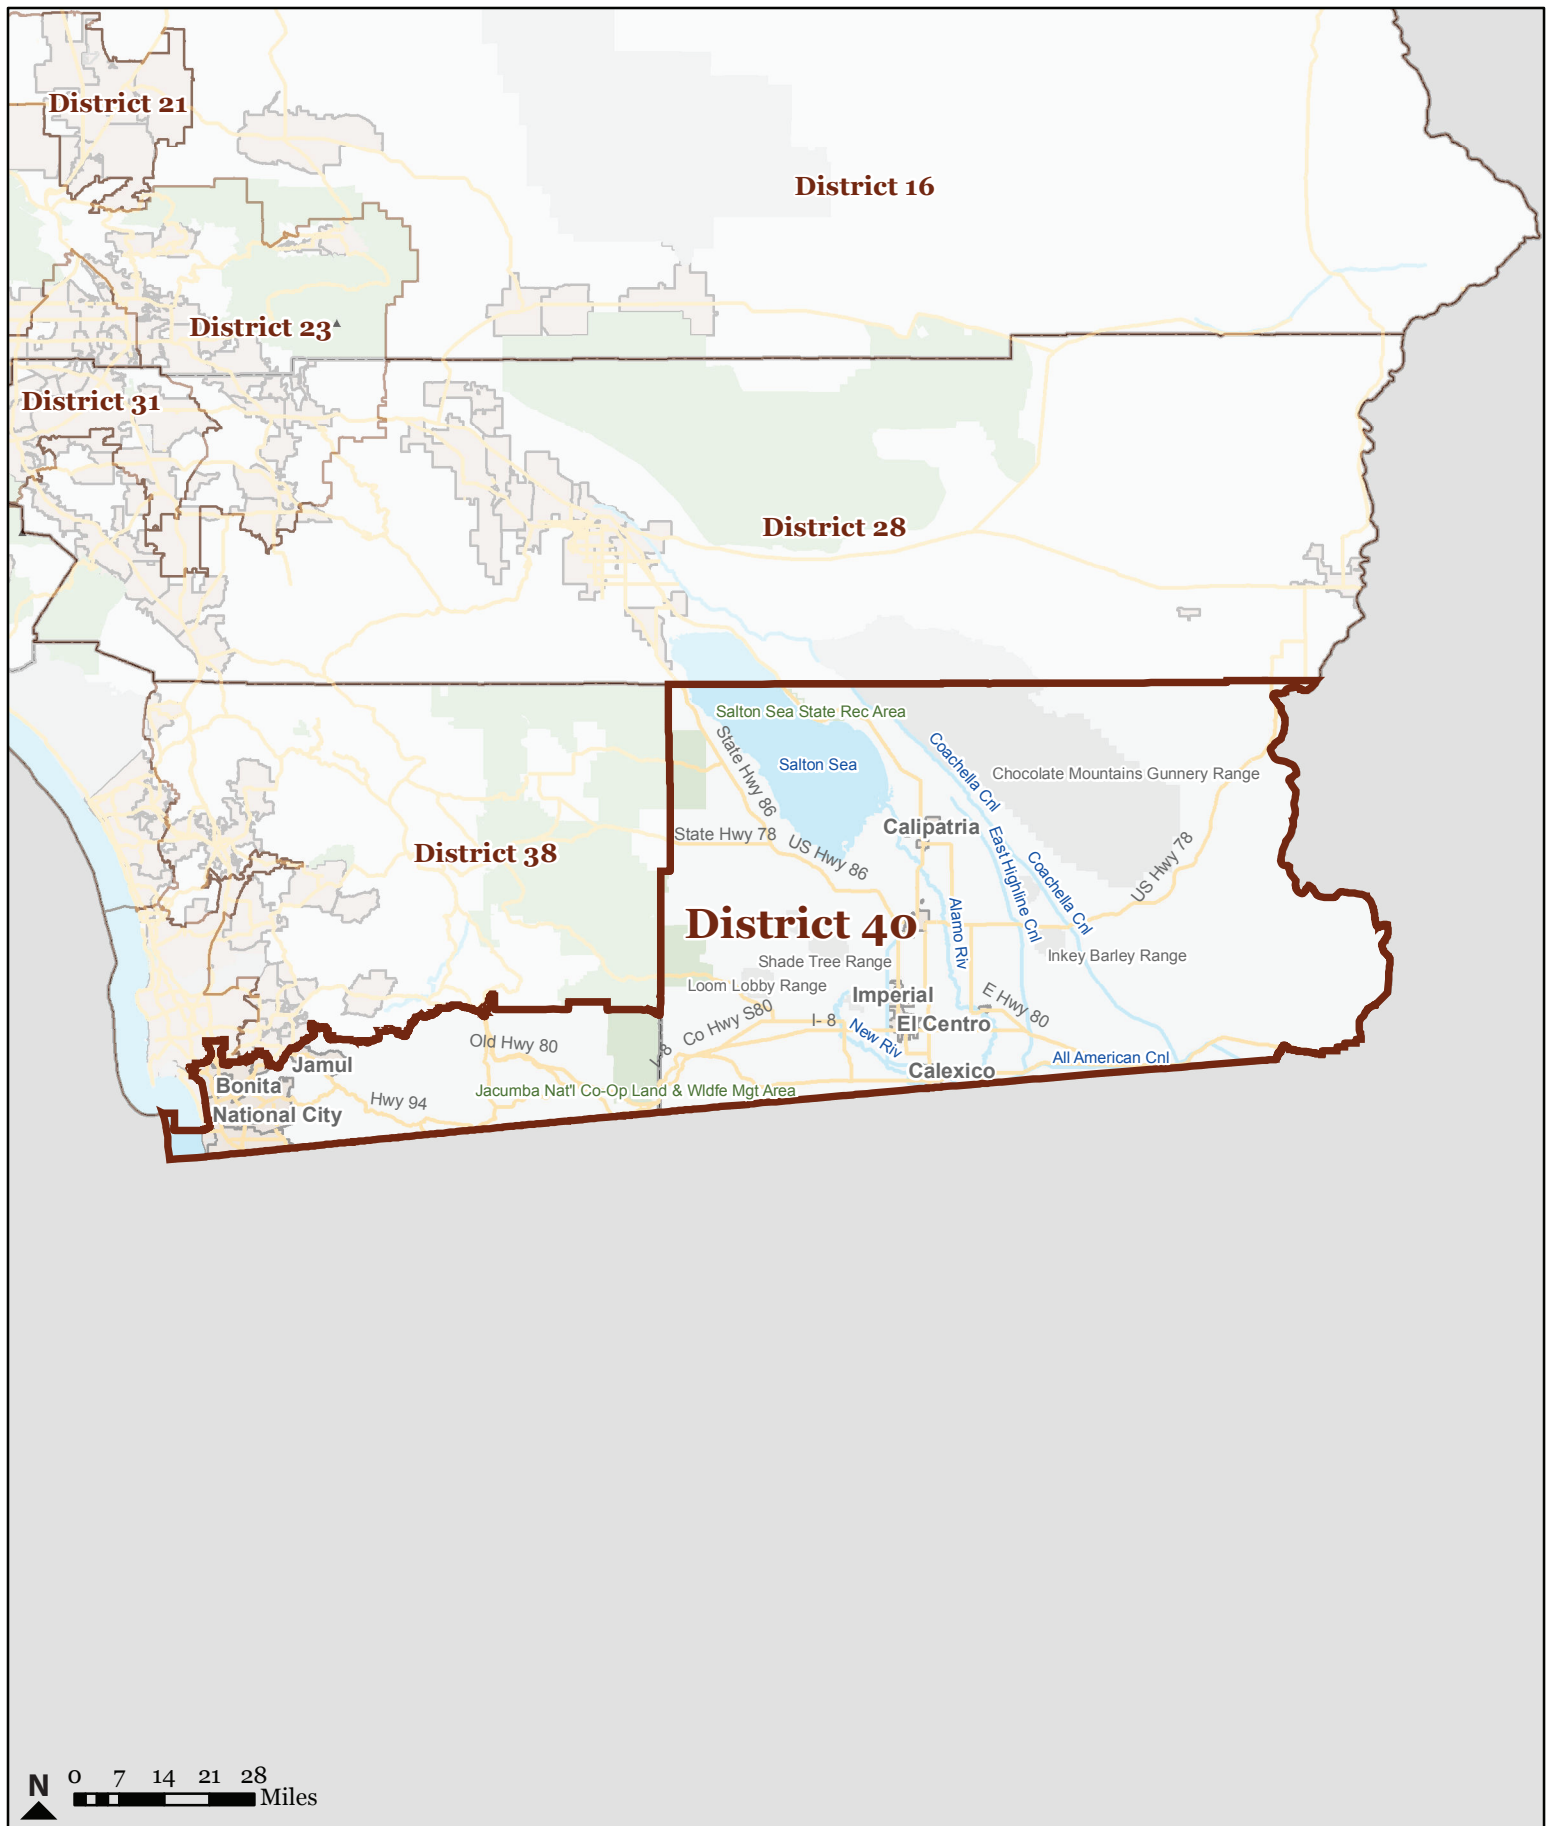 District 21
District 16
District 23
District 31
District 28
Salton Sea State Rec Area
State Hwy 86
Salton Sea
Coachella Cnl
Chocolate Mountains Gunnery Range
Calipatria
State Hwy 78
US Hwy 86
East Highline Cnl
Coachella Cnl
US Hwy 78
District 38
District 40
Alamo Riv
Shade Tree Range
Inkey Barley Range
Loom Lobby Range
Imperial
E Hwy 80
Co Hwy S80
I- 8
El Centro
New Riv
Old Hwy 80
I- 8
All American Cnl
Jamul
Calexico
Bonita
Jacumba Nat'l Co-Op Land & Wldfe Mgt Area
Hwy 94
National City
N
0 7 14 21 28
Miles